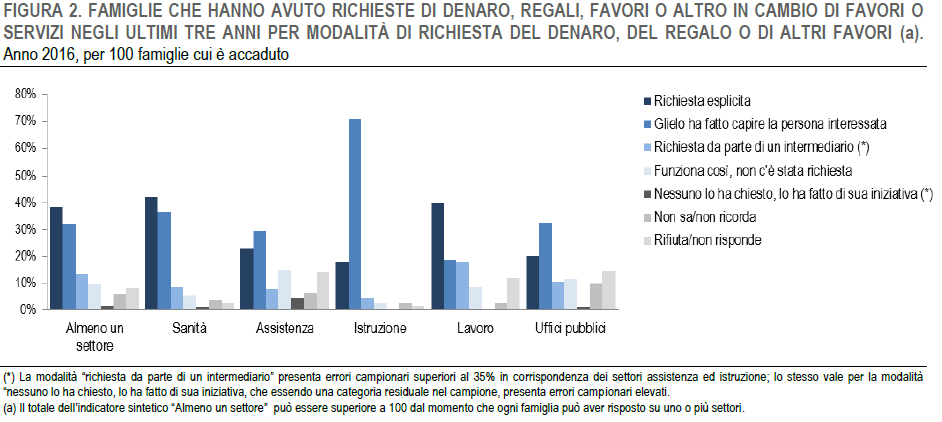 FIGURA 2. FAMIGLIE CHE HANNO AVUTO RICHIESTE DI DENARO, REGALI, FAVORI O ALTRO IN CAMBIO DI FAVORI O
SERVIZI NEGLI ULTIMI TRE ANNI PER MODALITÀ DI RICHIESTA DEL DENARO, DEL REGALO O DI ALTRI FAVORI (a).
Anno 2016, per 100 famiglie cui è accaduto
80%
70%
60%
50%
40%
30%
20%
10%
0%
Almeno un
settore
Sanità
Assistenza
Istruzione
Lavoro
Uffici pubblici
Richiesta esplicita
Glielo ha fatto capire la persona interessata
Richiesta da parte di un intermediario (*)
Funziona così, non c'è stata richiesta
Nessuno lo ha chiesto, lo ha fatto di sua iniziativa (*)
Non sa/non ricorda
Rifiuta/non risponde
(*) La modalità “richiesta da parte di un intermediario” presenta errori campionari superiori al 35% in corrispondenza dei settori assistenza ed istruzione; lo stesso vale per la modalità
“nessuno lo ha chiesto, lo ha fatto di sua iniziativa, che essendo una categoria residuale nel campione, presenta errori campionari elevati.
(a) Il totale dell’indicatore sintetico “Almeno un settore” può essere superiore a 100 dal momento che ogni famiglia può aver risposto su uno o più settori.